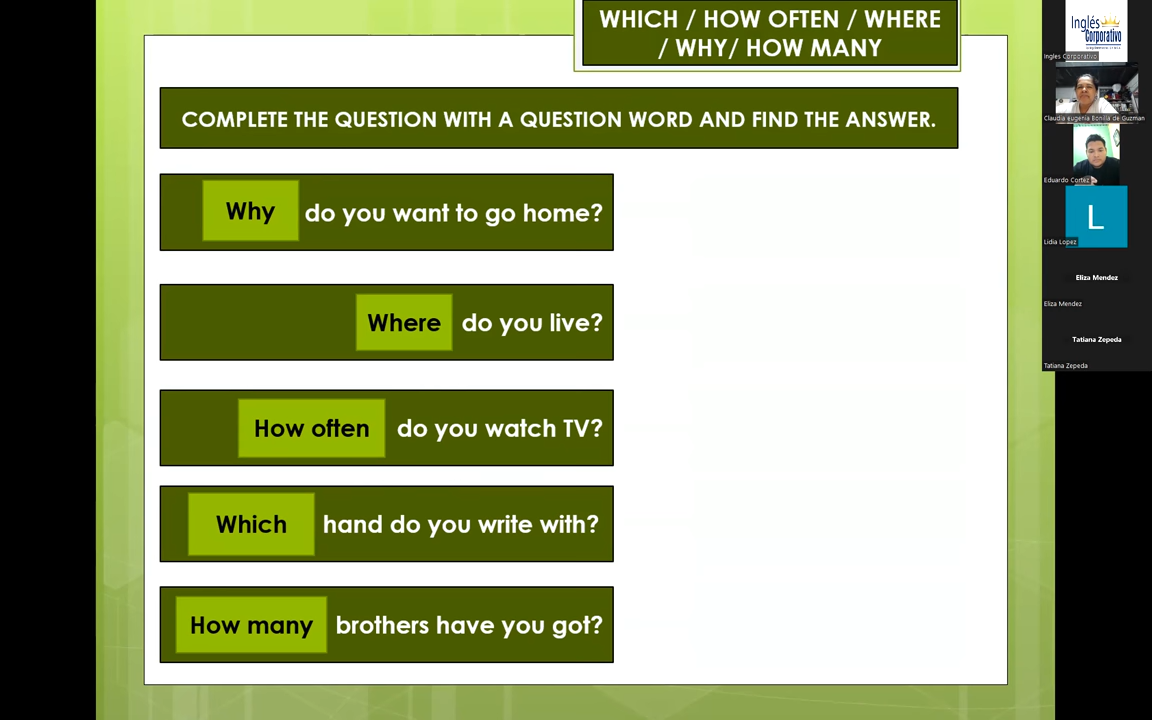 WHICH / HOW OFTEN / WHERE
/ WHY/ HOW MANY
COMPLETE THE QUESTION WITH A QUESTION WORD AND FIND THE ANSWER.
Why do you want to go home?
Where do you live?
How often do you watch TV?
Which hand do you write with?
How many brothers have you got?
Inglés
Corporativo
Ingles Corporativo
Claudia eugenia Bonilla de Guzman
Eduardo Cortez
L
Lidia Lopez
Eliza Mendez
Eliza Mendez
Tatiana Zepeda
Tatiana Zepeda